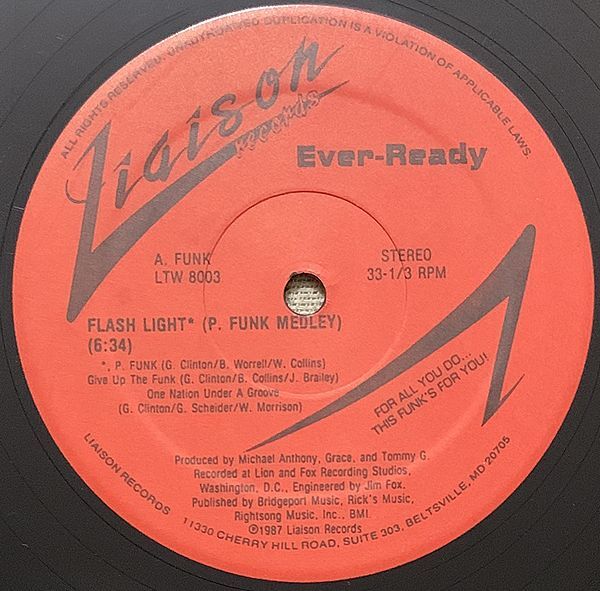 ALL RIGHTS RESERVED. UNAUTHORIZED DUPLICATION IS A VIOLATION OF APPLICABLE LAWS.
Liaison
records
Ever-Ready
A. FUNK
LTW 8003
STEREO
33-1/3 RPM
FLASH LIGHT* (P. FUNK MEDLEY)
(6:34)
*, P. FUNK (G. Clinton/B. Worrell/W. Collins)
Give Up The Funk (G. Clinton/B. Collins/J. Brailey)
One Nation Under A Groove
(G. Clinton/G. Scheider/W. Morrison)
FOR ALL YOU DO...
THIS FUNK'S FOR YOU!
Produced by Michael Anthony, Grace, and Tommy G.
Recorded at Lion and Fox Recording Studios,
Washington, D.C., Engineered by Jim Fox.
Published by Bridgeport Music, Rick's Music,
Rightsong Music, Inc., BMI.
℗1987 Liaison Records
LIAISON RECORDS 11330 CHERRY HILL ROAD, SUITE 303, BELTSVILLE, MD 20705